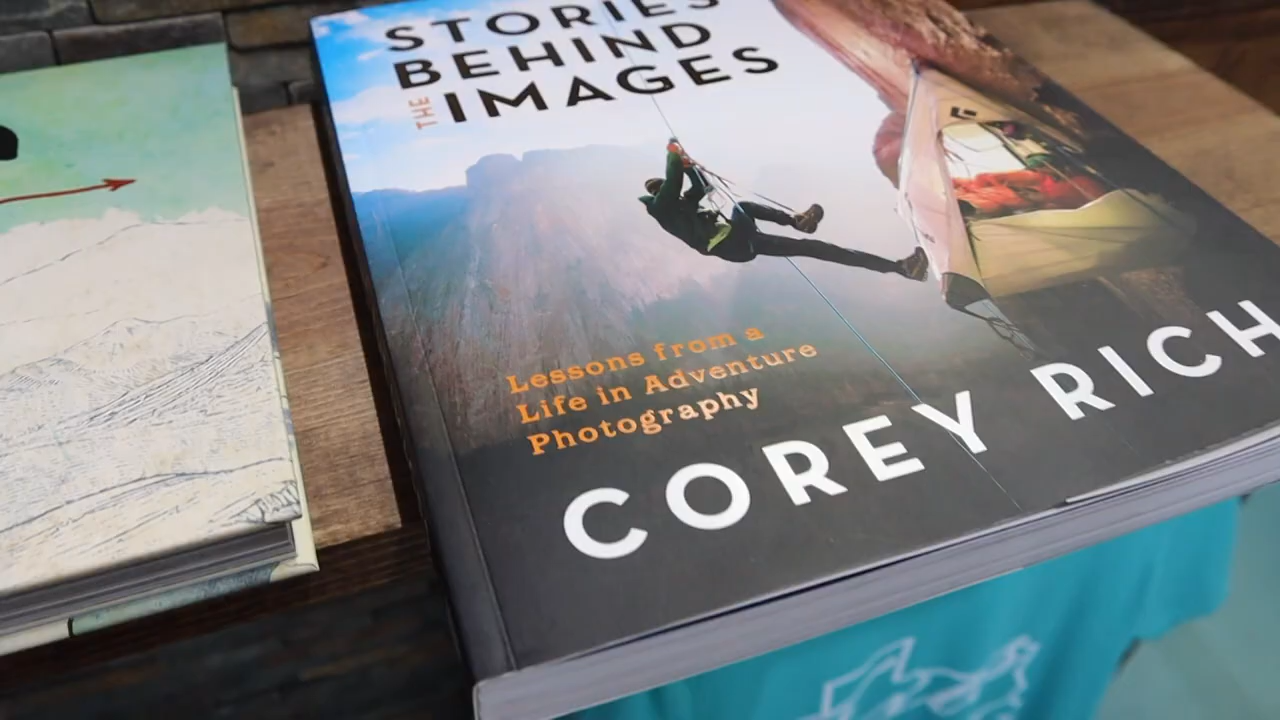 STORIES
BEHIND
THE IMAGES
Lessons from a
Life in Adventure
Photography
COREY RICH